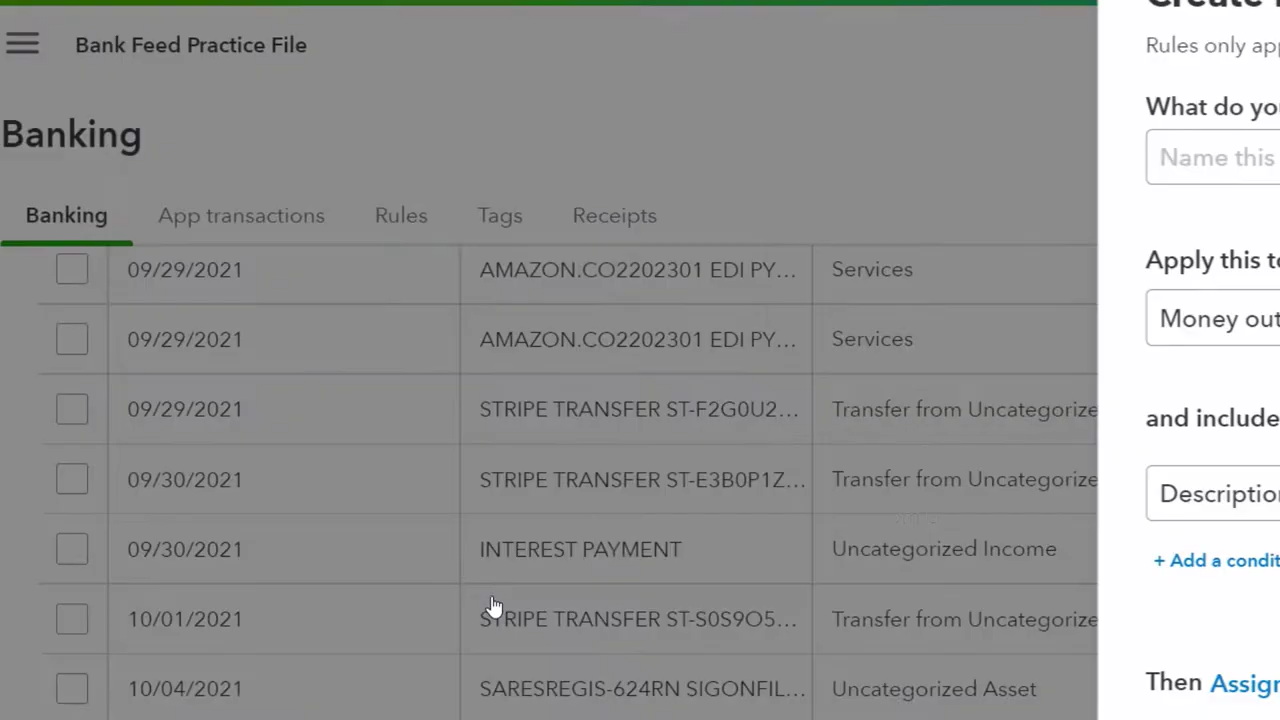 Create
Bank Feed Practice File
Rules only app
What do you
Banking
Name this
Banking App transactions Rules Tags Receipts
Apply this to
09/29/2021 AMAZON.CO2202301 EDI PY... Services
Money out
09/29/2021 AMAZON.CO2202301 EDI PY... Services
09/29/2021 STRIPE TRANSFER ST-F2G0U2... Transfer from Uncategorize
and include
09/30/2021 STRIPE TRANSFER ST-E3B0P1Z... Transfer from Uncategorize
Description
09/30/2021 INTEREST PAYMENT Uncategorized Income
+ Add a condit
10/01/2021 STRIPE TRANSFER ST-S0S9O5... Transfer from Uncategorize
10/04/2021 SARESREGIS-624RN SIGONFIL... Uncategorized Asset
Then Assign